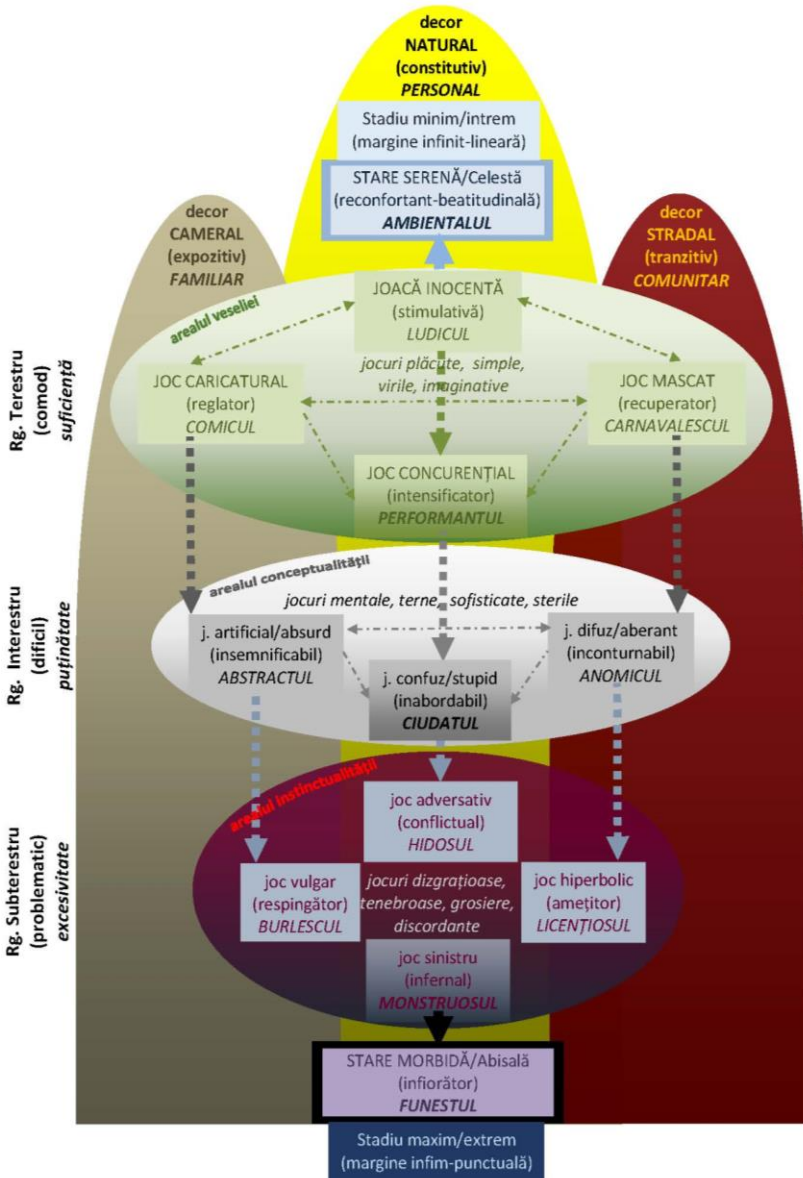 decor
NATURAL
(constitutiv)
PERSONAL
Stadiu minim/intrem
(margine infinit-lineară)
STARE SERENĂ/Celestă
(reconfortant-beatitudinală)
AMBIENTALUL
decor
CAMERAL
(expozitiv)
FAMILIAR
decor
STRADAL
(tranzitiv)
COMUNITAR
Rg. Terestru
(comod)
suficiență
arealul veseliei
JOACĂ INOCENTĂ
(stimulativă)
LUDICUL
jocuri plăcute, simple,
virile, imaginative
JOC CARICATURAL
(reglator)
COMICUL
JOC MASCAT
(recuperator)
CARNAVALESCUL
JOC CONCURENȚIAL
(intensificator)
PERFORMANTUL
Rg. Interestru
(dificil)
puținătate
arealul conceptualității
jocuri mentale, terne, sofisticate, sterile
j. artificial/absurd
(insemnificabil)
ABSTRACTUL
j. difuz/aberant
(inconturnabil)
ANOMICUL
j. confuz/stupid
(inabordabil)
CIUDATUL
Rg. Subterestru
(problematic)
excesivitate
arealul instinctualității
joc adversativ
(conflictual)
HIDOSUL
joc vulgar
(respingător)
BURLESCUL
jocuri dizgrațioase,
tenebroase, grosiere,
discordante
joc hiperbolic
(amețitor)
LICENȚIOSUL
joc sinistru
(infernal)
MONSTRUOSUL
STARE MORBIDĂ/Abisală
(infiorător)
FUNESTUL
Stadiu maxim/extrem
(margine infim-punctuală)